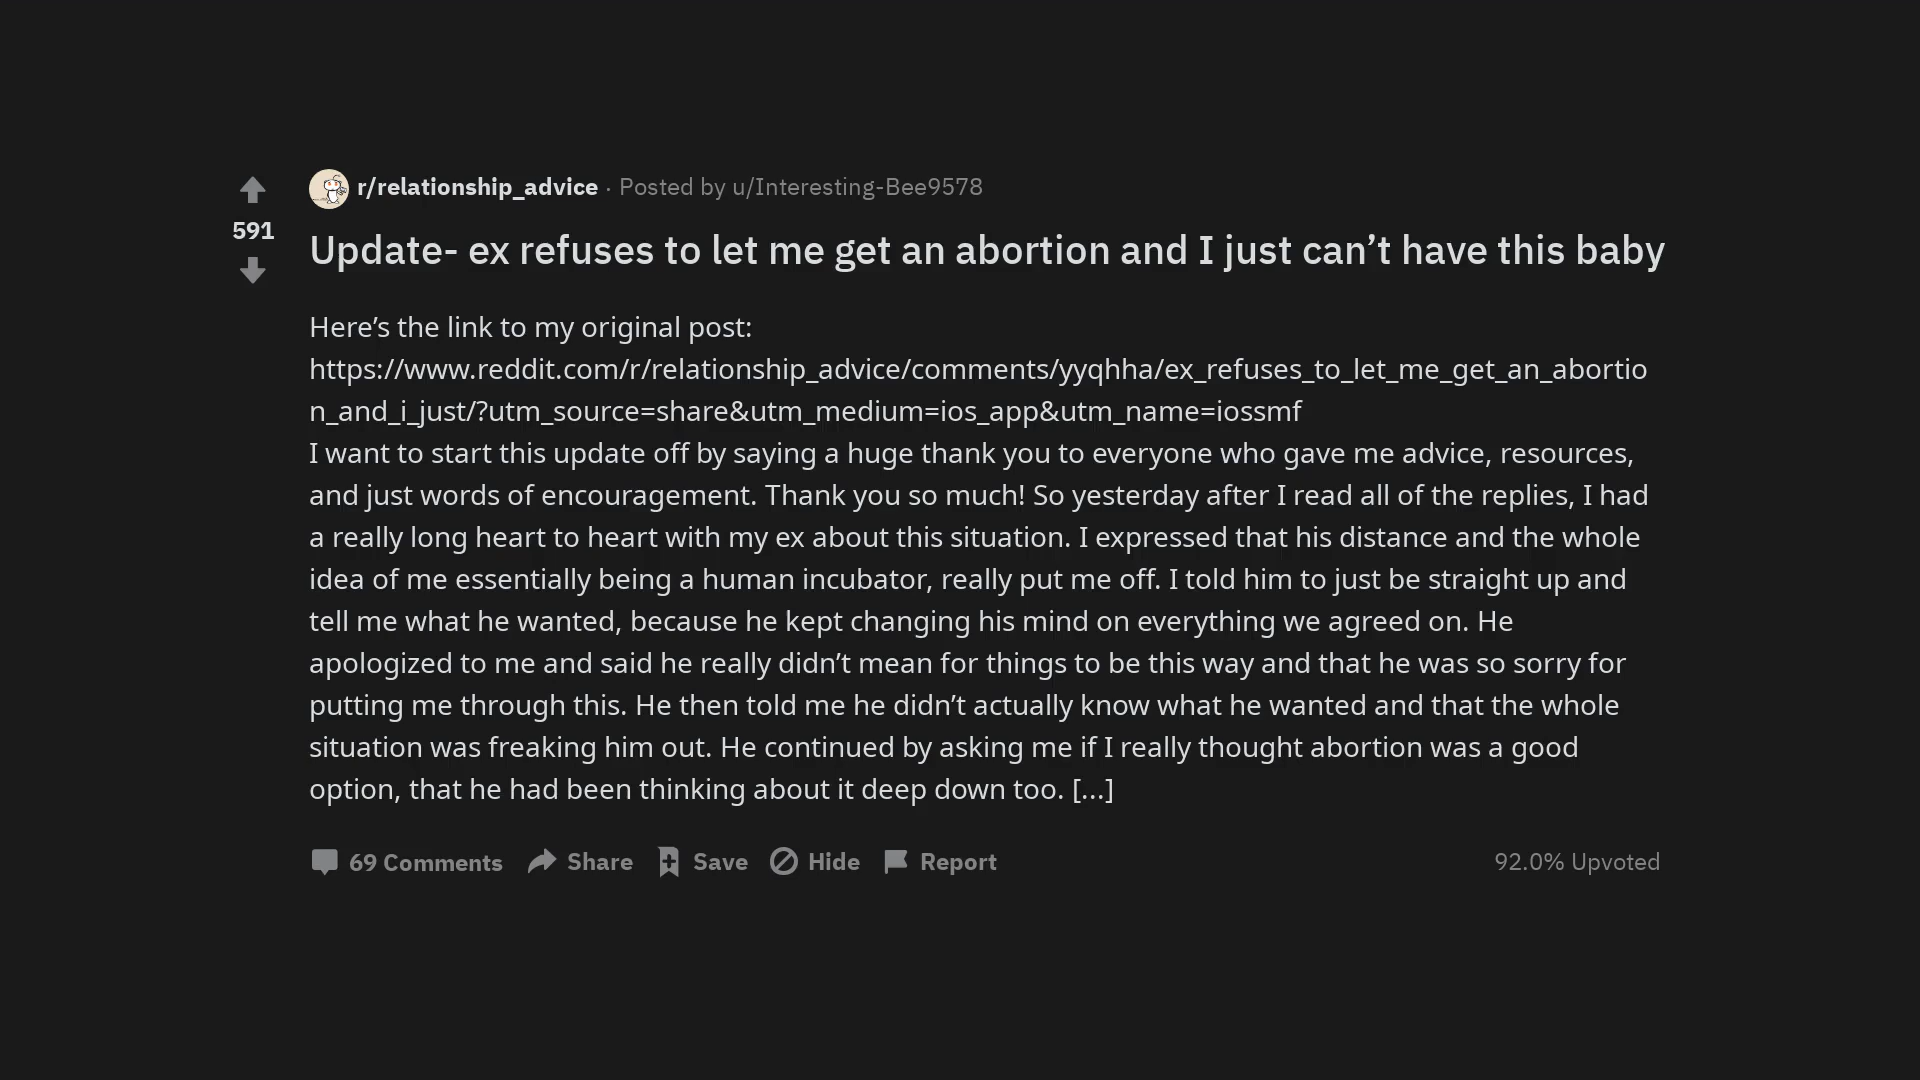 r/relationship_advice · Posted by u/Interesting-Bee9578
591
Update- ex refuses to let me get an abortion and I just can’t have this baby
Here’s the link to my original post:
https://www.reddit.com/r/relationship_advice/comments/yyqhha/ex_refuses_to_let_me_get_an_abortio
n_and_i_just/?utm_source=share&utm_medium=ios_app&utm_name=iossmf
I want to start this update off by saying a huge thank you to everyone who gave me advice, resources,
and just words of encouragement. Thank you so much! So yesterday after I read all of the replies, I had
a really long heart to heart with my ex about this situation. I expressed that his distance and the whole
idea of me essentially being a human incubator, really put me off. I told him to just be straight up and
tell me what he wanted, because he kept changing his mind on everything we agreed on. He
apologized to me and said he really didn’t mean for things to be this way and that he was so sorry for
putting me through this. He then told me he didn’t actually know what he wanted and that the whole
situation was freaking him out. He continued by asking me if I really thought abortion was a good
option, that he had been thinking about it deep down too. [...]
69 Comments Share Save Hide Report 92.0% Upvoted